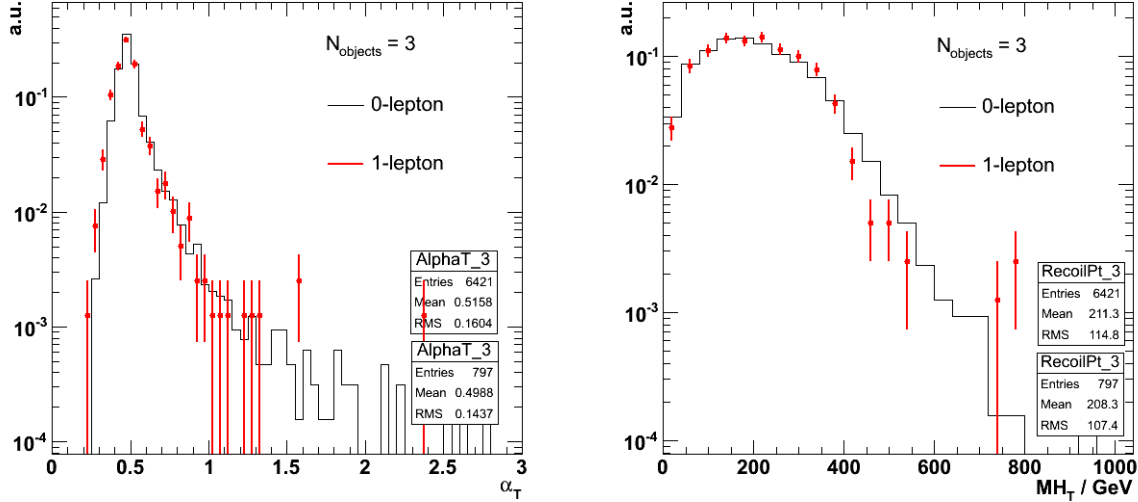 a.u.
N_objects = 3
0-lepton
1-lepton
10⁻¹
10⁻²
10⁻³
10⁻⁴
AlphaT_3
Entries 6421
Mean 0.5158
RMS 0.1604
AlphaT_3
Entries 797
Mean 0.4988
RMS 0.1437
0 0.5 1 1.5 2 2.5 3
α_T
a.u.
N_objects = 3
0-lepton
1-lepton
10⁻¹
10⁻²
10⁻³
10⁻⁴
RecoilPt_3
Entries 6421
Mean 211.3
RMS 114.8
RecoilPt_3
Entries 797
Mean 208.3
RMS 107.4
0 200 400 600 800 1000
MH_T / GeV